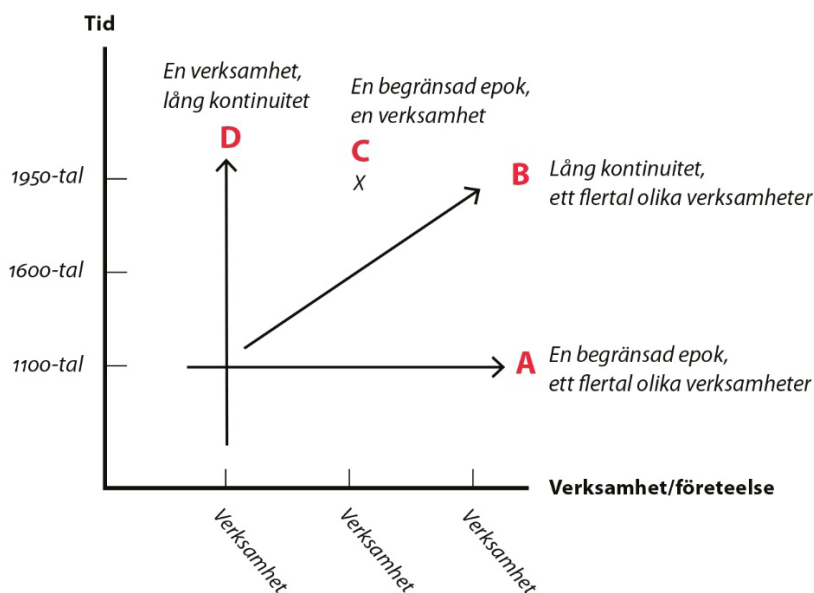 Tid
En verksamhet,
lång kontinuitet
D
En begränsad epok,
en verksamhet
C
X
1950-tal
B
Lång kontinuitet,
ett flertal olika verksamheter
1600-tal
1100-tal
A
En begränsad epok,
ett flertal olika verksamheter
Verksamhet/företeelse
Verksamhet
Verksamhet
Verksamhet